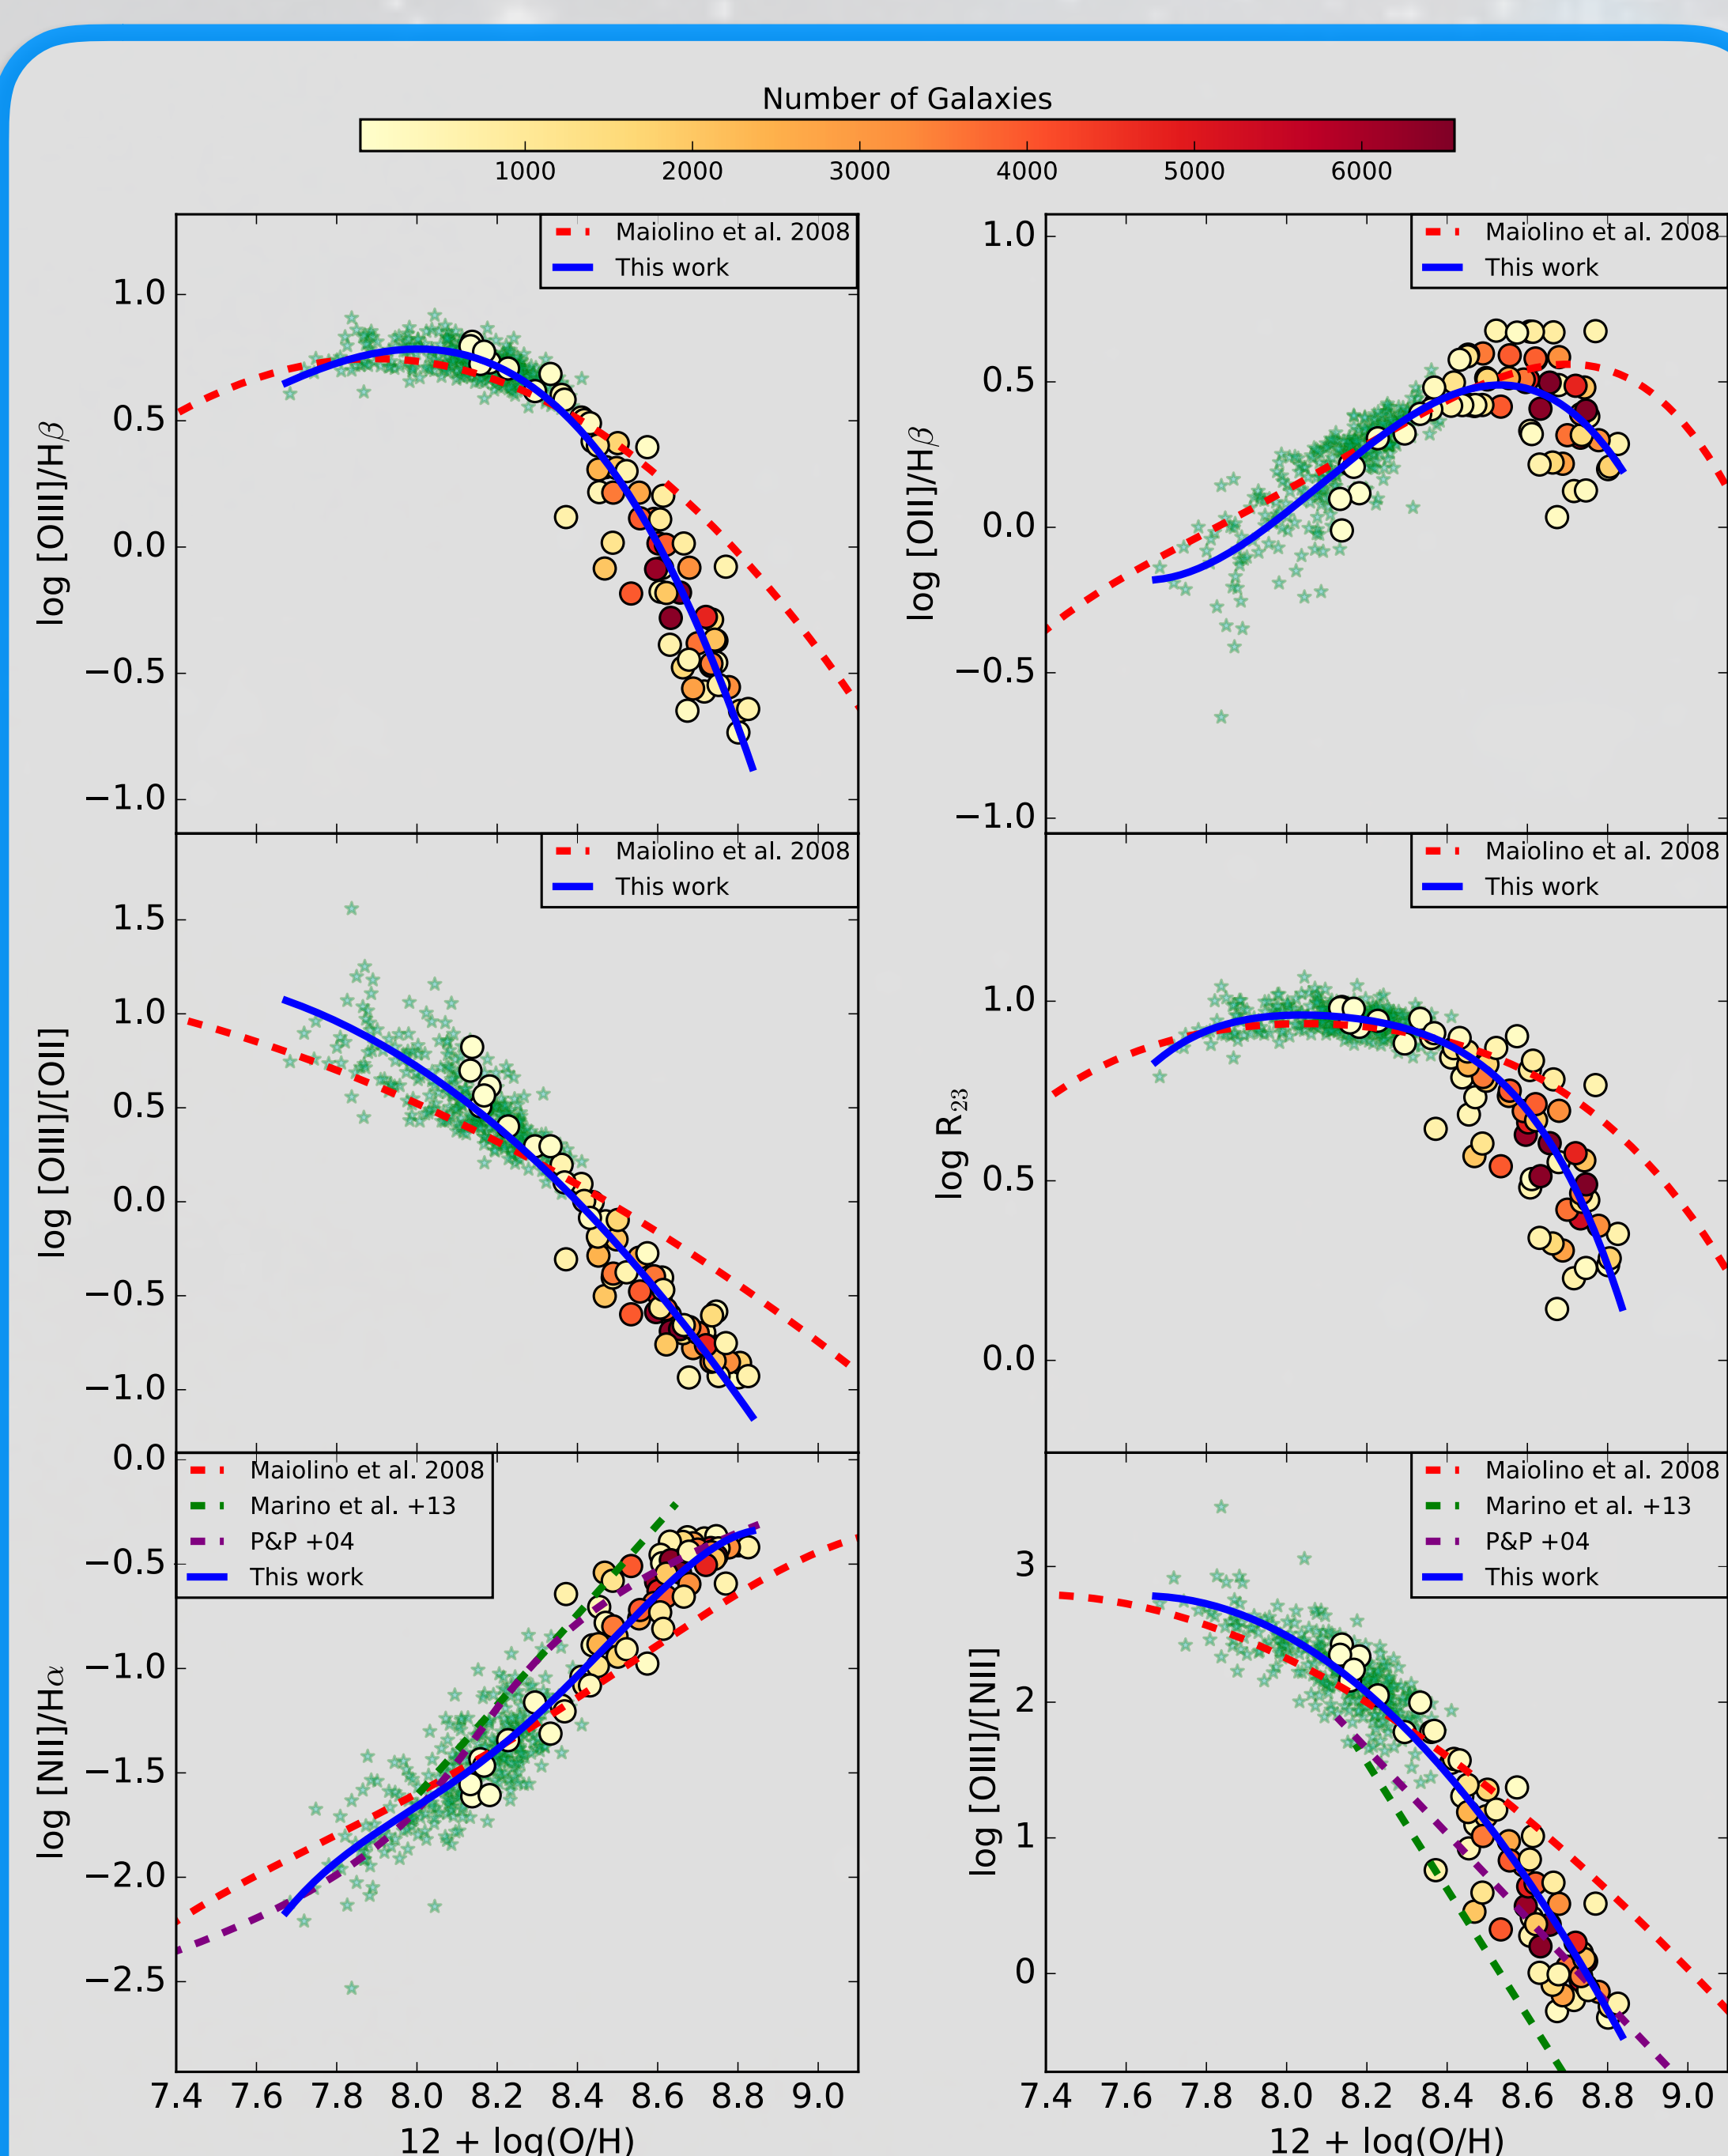 Number of Galaxies
1000 2000 3000 4000 5000 6000
Maiolino et al. 2008
This work
1.0
0.5
0.0
−0.5
−1.0
log [OIII]/Hβ
Maiolino et al. 2008
This work
1.0
0.5
0.0
−0.5
−1.0
log [OII]/Hβ
Maiolino et al. 2008
This work
1.5
1.0
0.5
0.0
−0.5
−1.0
log [OIII]/[OII]
Maiolino et al. 2008
This work
1.0
0.5
0.0
log R23
Maiolino et al. 2008
Marino et al. +13
P&P +04
This work
0.0
−0.5
−1.0
−1.5
−2.0
−2.5
log [NII]/Hα
7.4 7.6 7.8 8.0 8.2 8.4 8.6 8.8 9.0
12 + log(O/H)
Maiolino et al. 2008
Marino et al. +13
P&P +04
This work
3
2
1
0
log [OIII]/[NII]
7.4 7.6 7.8 8.0 8.2 8.4 8.6 8.8 9.0
12 + log(O/H)